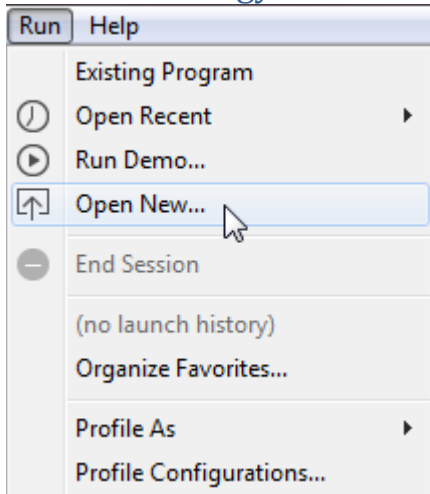 Run Help
Existing Program
Open Recent
Run Demo...
Open New...
End Session
(no launch history)
Organize Favorites...
Profile As
Profile Configurations...